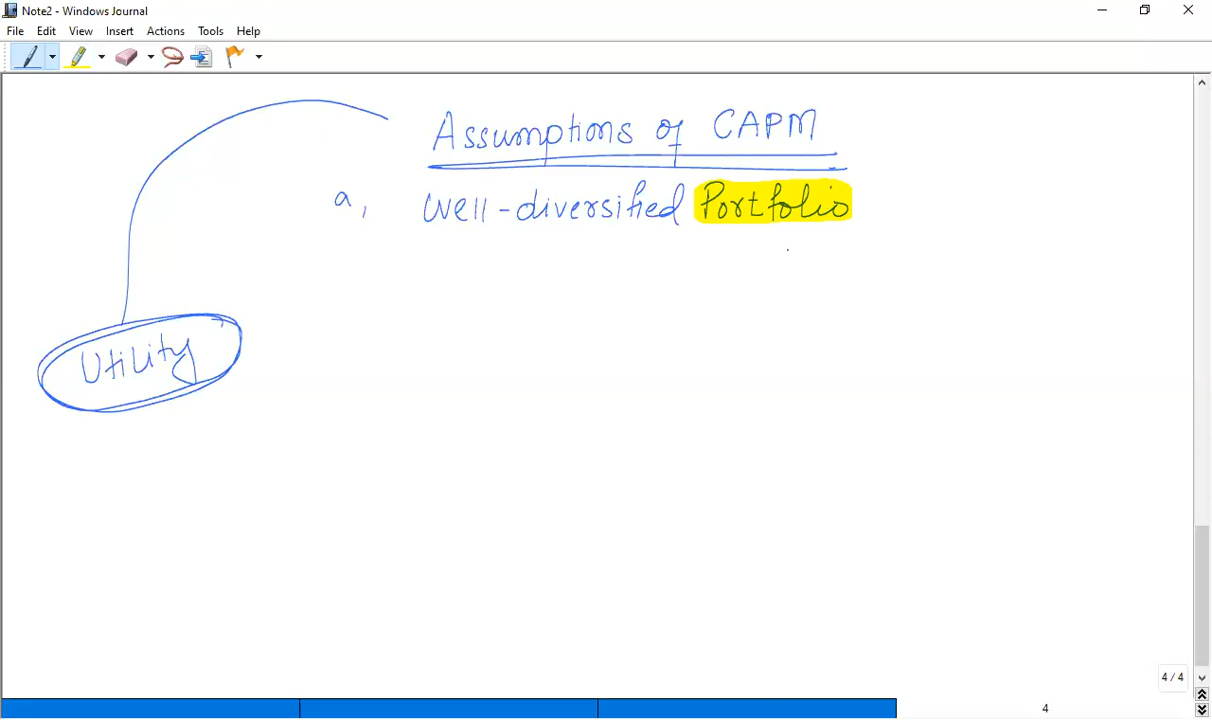 Note2 - Windows Journal
File Edit View Insert Actions Tools Help
Assumptions of CAPM
a, Well-diversified Portfolio
Utility
4 / 4
4